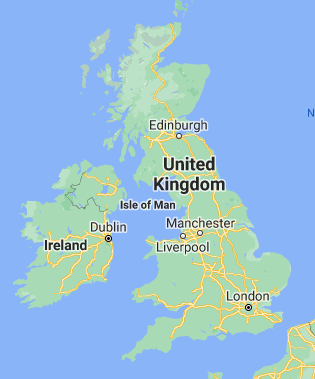 N
Edinburgh
United
Kingdom
Isle of Man
Dublin
Manchester
Ireland
Liverpool
London